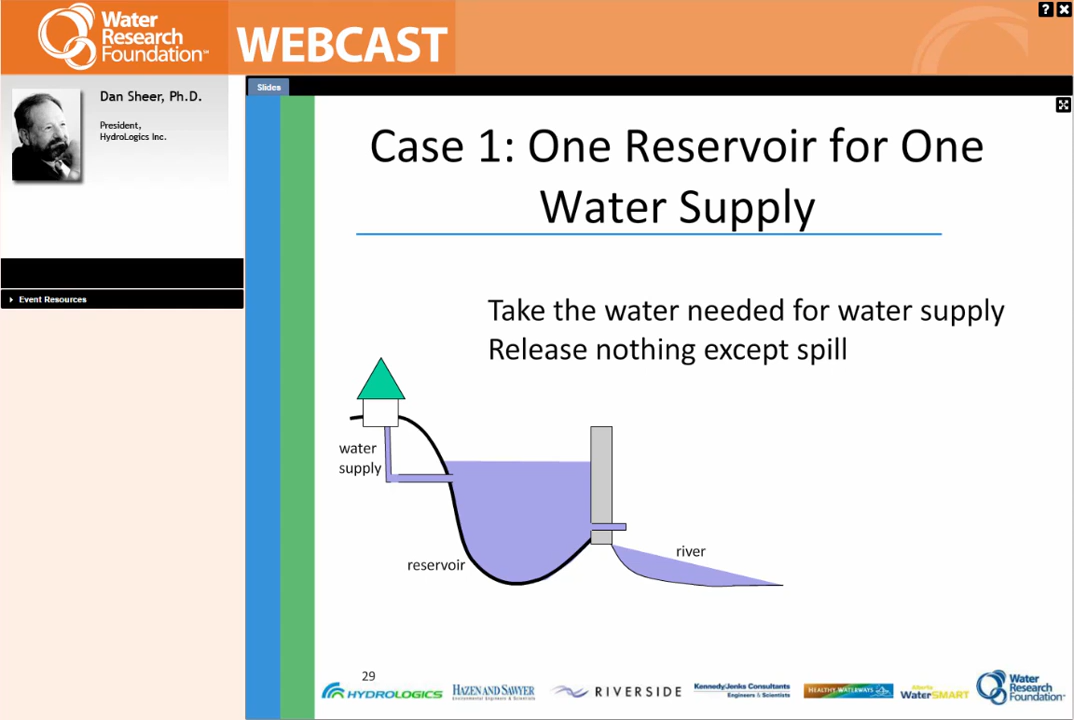 Water
Research
Foundation™
WEBCAST
?
Dan Sheer, Ph.D.
President,
HydroLogics Inc.
Event Resources
Slides
Case 1: One Reservoir for One
Water Supply
Take the water needed for water supply
Release nothing except spill
water
supply
reservoir
river
29
HYDROLOGICS
HAZEN AND SAWYER
Environmental Engineers & Scientists
RIVERSIDE
Kennedy/Jenks Consultants
Engineers & Scientists
HEALTHY WATERWAYS
Alberta
WaterSMART
Water
Research
Foundation